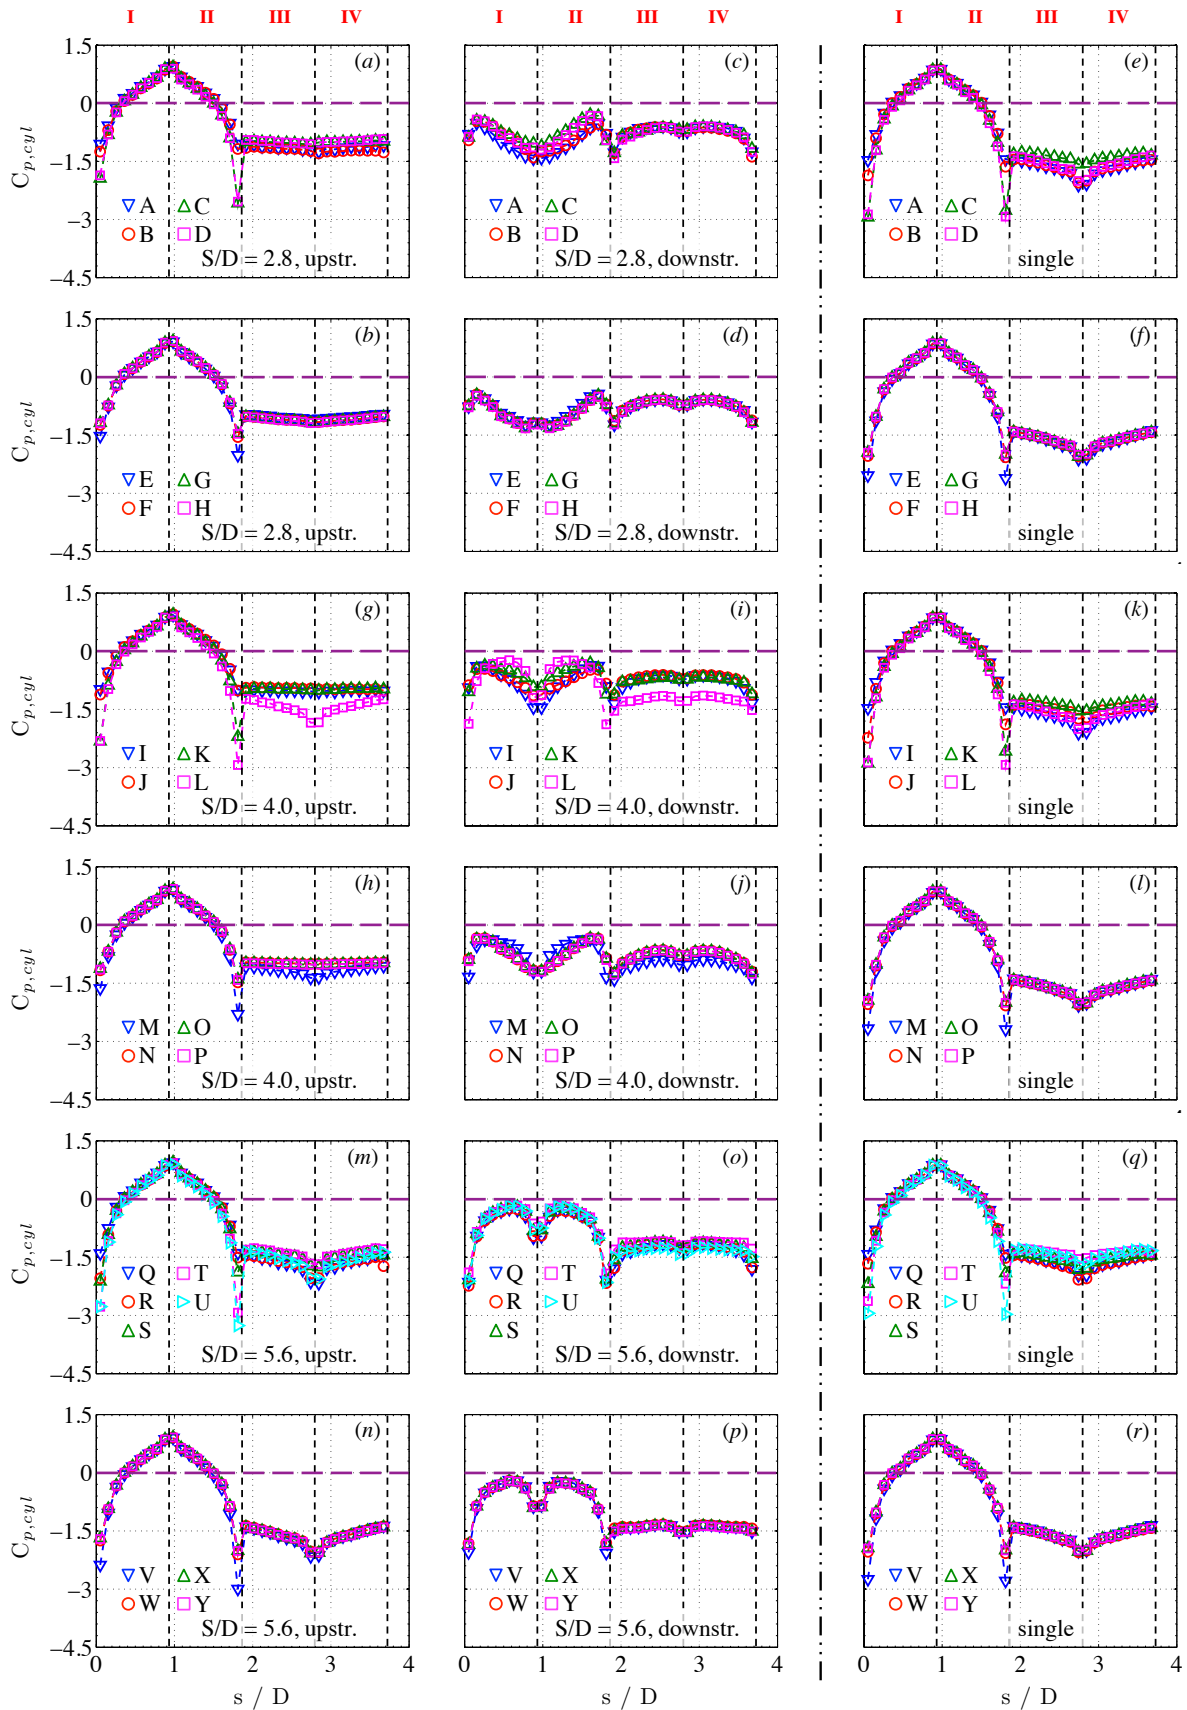 I II III IV I II III IV I II III IV
1.5 (a) (c) (e)
0
C_{p,cyl}
−1.5
−3 A C A C A C
B D B D B D
S/D = 2.8, upstr. S/D = 2.8, downstr. single
−4.5
1.5 (b) (d) (f)
0
C_{p,cyl}
−1.5
−3 E G E G E G
F H F H F H
S/D = 2.8, upstr. S/D = 2.8, downstr. single
−4.5
1.5 (g) (i) (k)
0
C_{p,cyl}
−1.5
−3 I K I K I K
J L J L J L
S/D = 4.0, upstr. S/D = 4.0, downstr. single
−4.5
1.5 (h) (j) (l)
0
C_{p,cyl}
−1.5
−3 M O M O M O
N P N P N P
S/D = 4.0, upstr. S/D = 4.0, downstr. single
−4.5
1.5 (m) (o) (q)
0
C_{p,cyl}
−1.5
Q T Q T Q T
−3 R U R U R U
S S S
S/D = 5.6, upstr. S/D = 5.6, downstr. single
−4.5
1.5 (n) (p) (r)
0
C_{p,cyl}
−1.5
−3 V X V X V X
W Y W Y W Y
S/D = 5.6, upstr. S/D = 5.6, downstr. single
−4.5
0 1 2 3 4 0 1 2 3 4 0 1 2 3 4
s / D s / D s / D